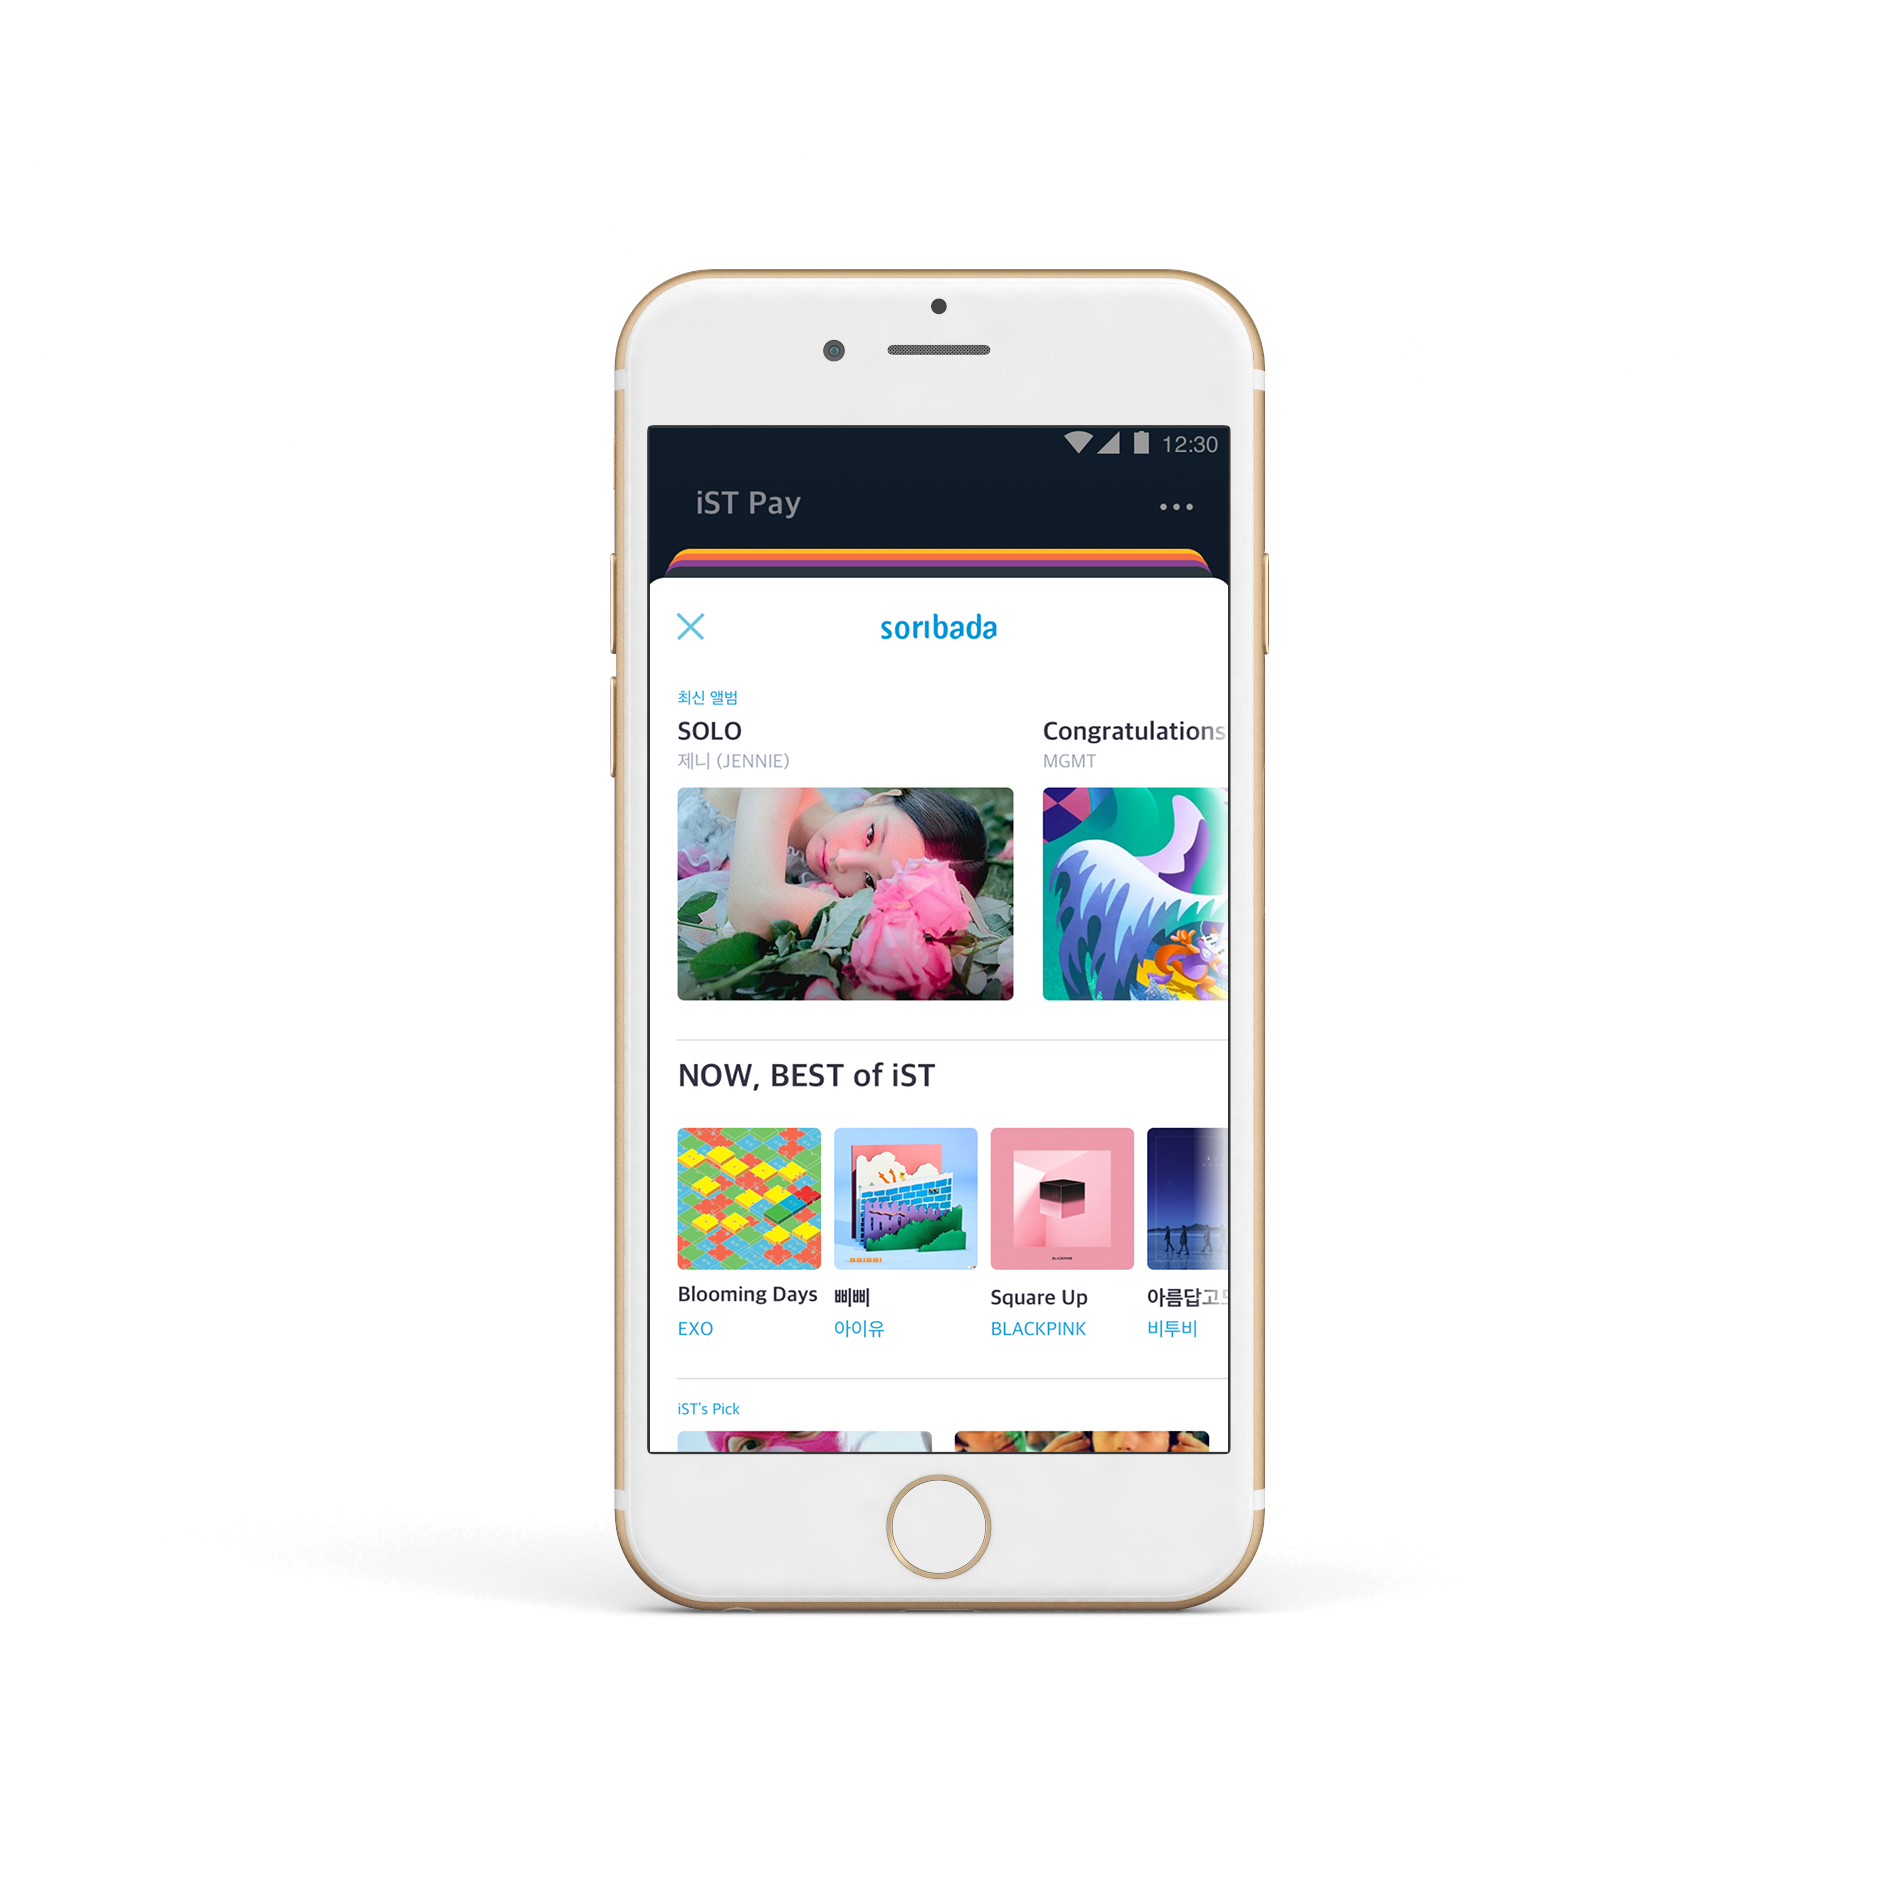 12:30
iST Pay
sorıbada
최신 앨범
SOLO
제니 (JENNIE)
Congratulations
MGMT
NOW, BEST of iST
Blooming Days
EXO
삐삐
아이유
BLACKPINK
Square Up
BLACKPINK
아름답고
비투비
iST's Pick